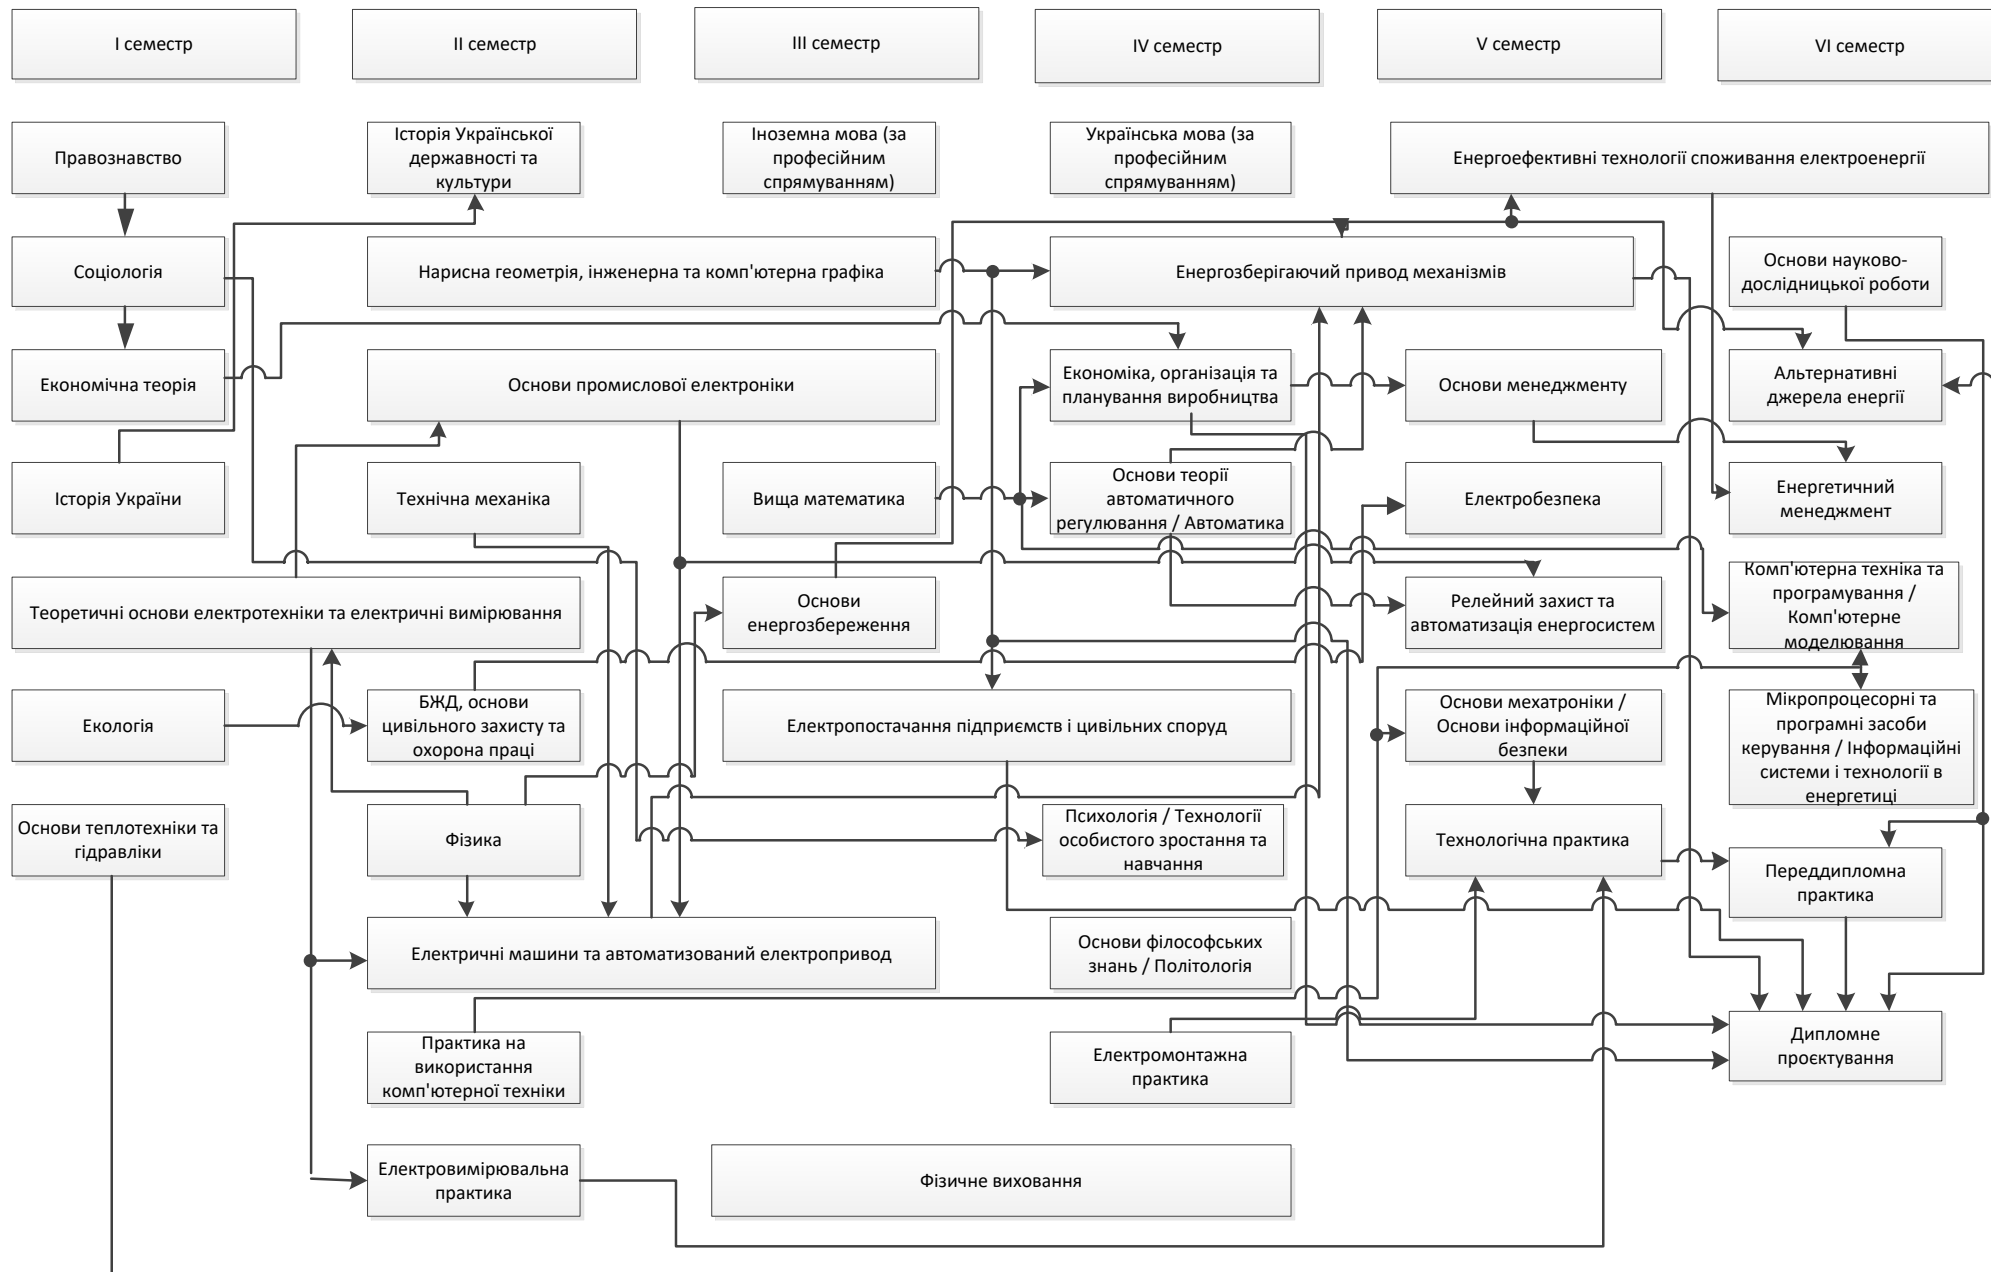 I семестр
II семестр
III семестр
IV семестр
V семестр
VI семестр
Правознавство
Історія Української
державності та
культури
Іноземна мова (за
професійним
спрямуванням)
Українська мова (за
професійним
спрямуванням)
Енергоефективні технології споживання електроенергії
Соціологія
Нарисна геометрія, інженерна та комп'ютерна графіка
Енергозберігаючий привод механізмів
Основи науково-
дослідницької роботи
Економічна теорія
Основи промислової електроніки
Економіка, організація та
планування виробництва
Основи менеджменту
Альтернативні
джерела енергії
Історія України
Технічна механіка
Вища математика
Основи теорії
автоматичного
регулювання / Автоматика
Електробезпека
Енергетичний
менеджмент
Теоретичні основи електротехніки та електричні вимірювання
Основи
енергозбереження
Релейний захист та
автоматизація енергосистем
Комп'ютерна техніка та
програмування /
Комп'ютерне
моделювання
Екологія
БЖД, основи
цивільного захисту та
охорона праці
Електропостачання підприємств і цивільних споруд
Основи мехатроніки /
Основи інформаційної
безпеки
Мікропроцесорні та
програмні засоби
керування / Інформаційні
системи і технології в
енергетиці
Основи теплотехніки та
гідравліки
Фізика
Психологія / Технології
особистого зростання та
навчання
Технологічна практика
Переддипломна
практика
Електричні машини та автоматизований електропривод
Основи філософських
знань / Політологія
Практика на
використання
комп'ютерної техніки
Електромонтажна
практика
Дипломне
проєктування
Електровимірювальна
практика
Фізичне виховання